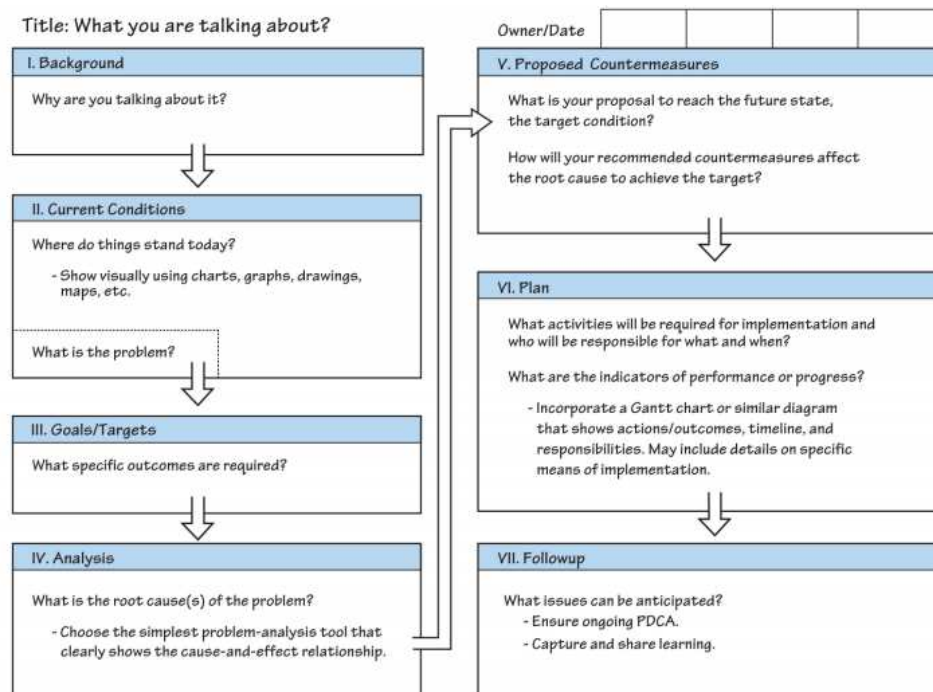 Title: What you are talking about?
I. Background
Why are you talking about it?
II. Current Conditions
Where do things stand today?
- Show visually using charts, graphs, drawings,
maps, etc.
What is the problem?
III. Goals/Targets
What specific outcomes are required?
IV. Analysis
What is the root cause(s) of the problem?
- Choose the simplest problem-analysis tool that
clearly shows the cause-and-effect relationship.
Owner/Date
V. Proposed Countermeasures
What is your proposal to reach the future state,
the target condition?
How will your recommended countermeasures affect
the root cause to achieve the target?
VI. Plan
What activities will be required for implementation and
who will be responsible for what and when?
What are the indicators of performance or progress?
- Incorporate a Gantt chart or similar diagram
that shows actions/outcomes, timeline, and
responsibilities. May include details on specific
means of implementation.
VII. Followup
What issues can be anticipated?
- Ensure ongoing PDCA.
- Capture and share learning.